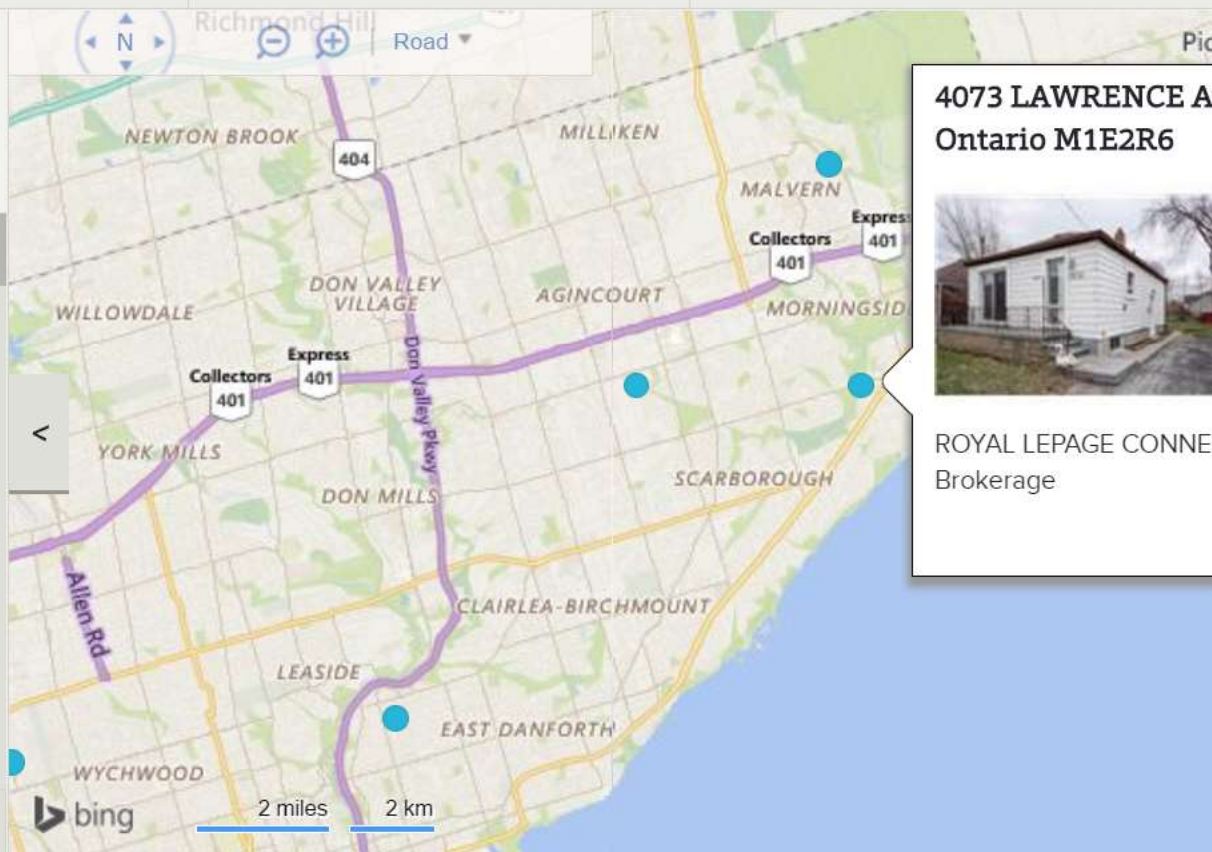 Richmond Hill
N
Road
Pic
4073 LAWRENCE A
Ontario M1E2R6
NEWTON BROOK
MILLIKEN
404
MALVERN
Express
401
Collectors
401
DON VALLEY
VILLAGE
AGINCOURT
MORNINGSID
WILLOWDALE
Express
401
Collectors
401
Don Valley Pkwy
<
YORK MILLS
DON MILLS
SCARBOROUGH
ROYAL LEPAGE CONNE
Brokerage
Allen Rd
CLAIRLEA-BIRCHMOUNT
LEASIDE
EAST DANFORTH
WYCHWOOD
bing
2 miles
2 km